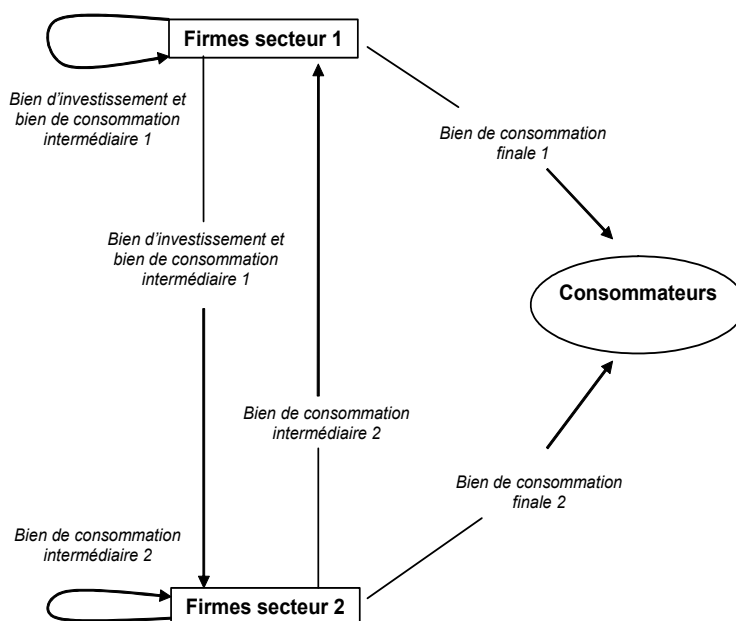 Firmes secteur 1
Bien d'investissement et
bien de consommation
intermédiaire 1
Bien de consommation
finale 1
Bien d'investissement et
bien de consommation
intermédiaire 1
Consommateurs
Bien de consommation
intermédiaire 2
Bien de consommation
finale 2
Bien de consommation
intermédiaire 2
Firmes secteur 2